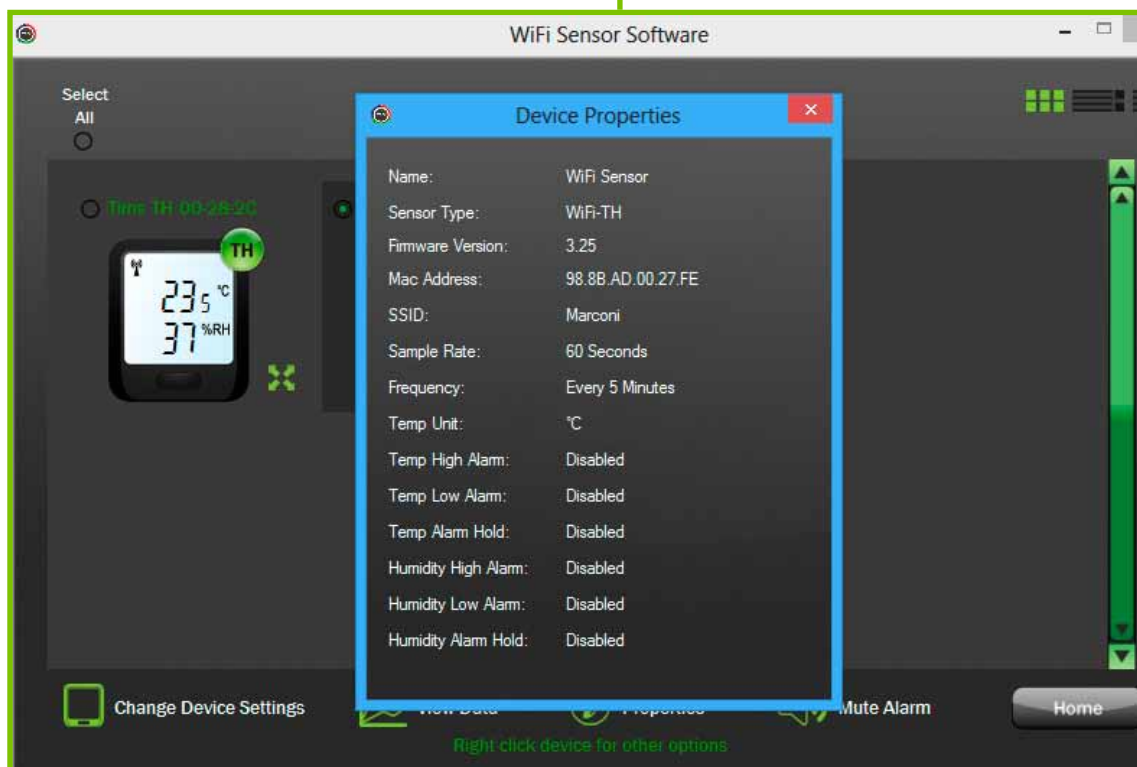 WiFi Sensor Software
Select
All
Device Properties
Name: WiFi Sensor
Sensor Type: WiFi-TH
Firmware Version: 3.25
Mac Address: 98.8B.AD.00.27.FE
SSID: Marconi
Sample Rate: 60 Seconds
Frequency: Every 5 Minutes
Temp Unit: °C
Temp High Alarm: Disabled
Temp Low Alarm: Disabled
Temp Alarm Hold: Disabled
Humidity High Alarm: Disabled
Humidity Low Alarm: Disabled
Humidity Alarm Hold: Disabled
Tims TH 00-28-2C
TH
23.5 °C
37 %RH
Change Device Settings View Data Properties Mute Alarm Home
Right click device for other options